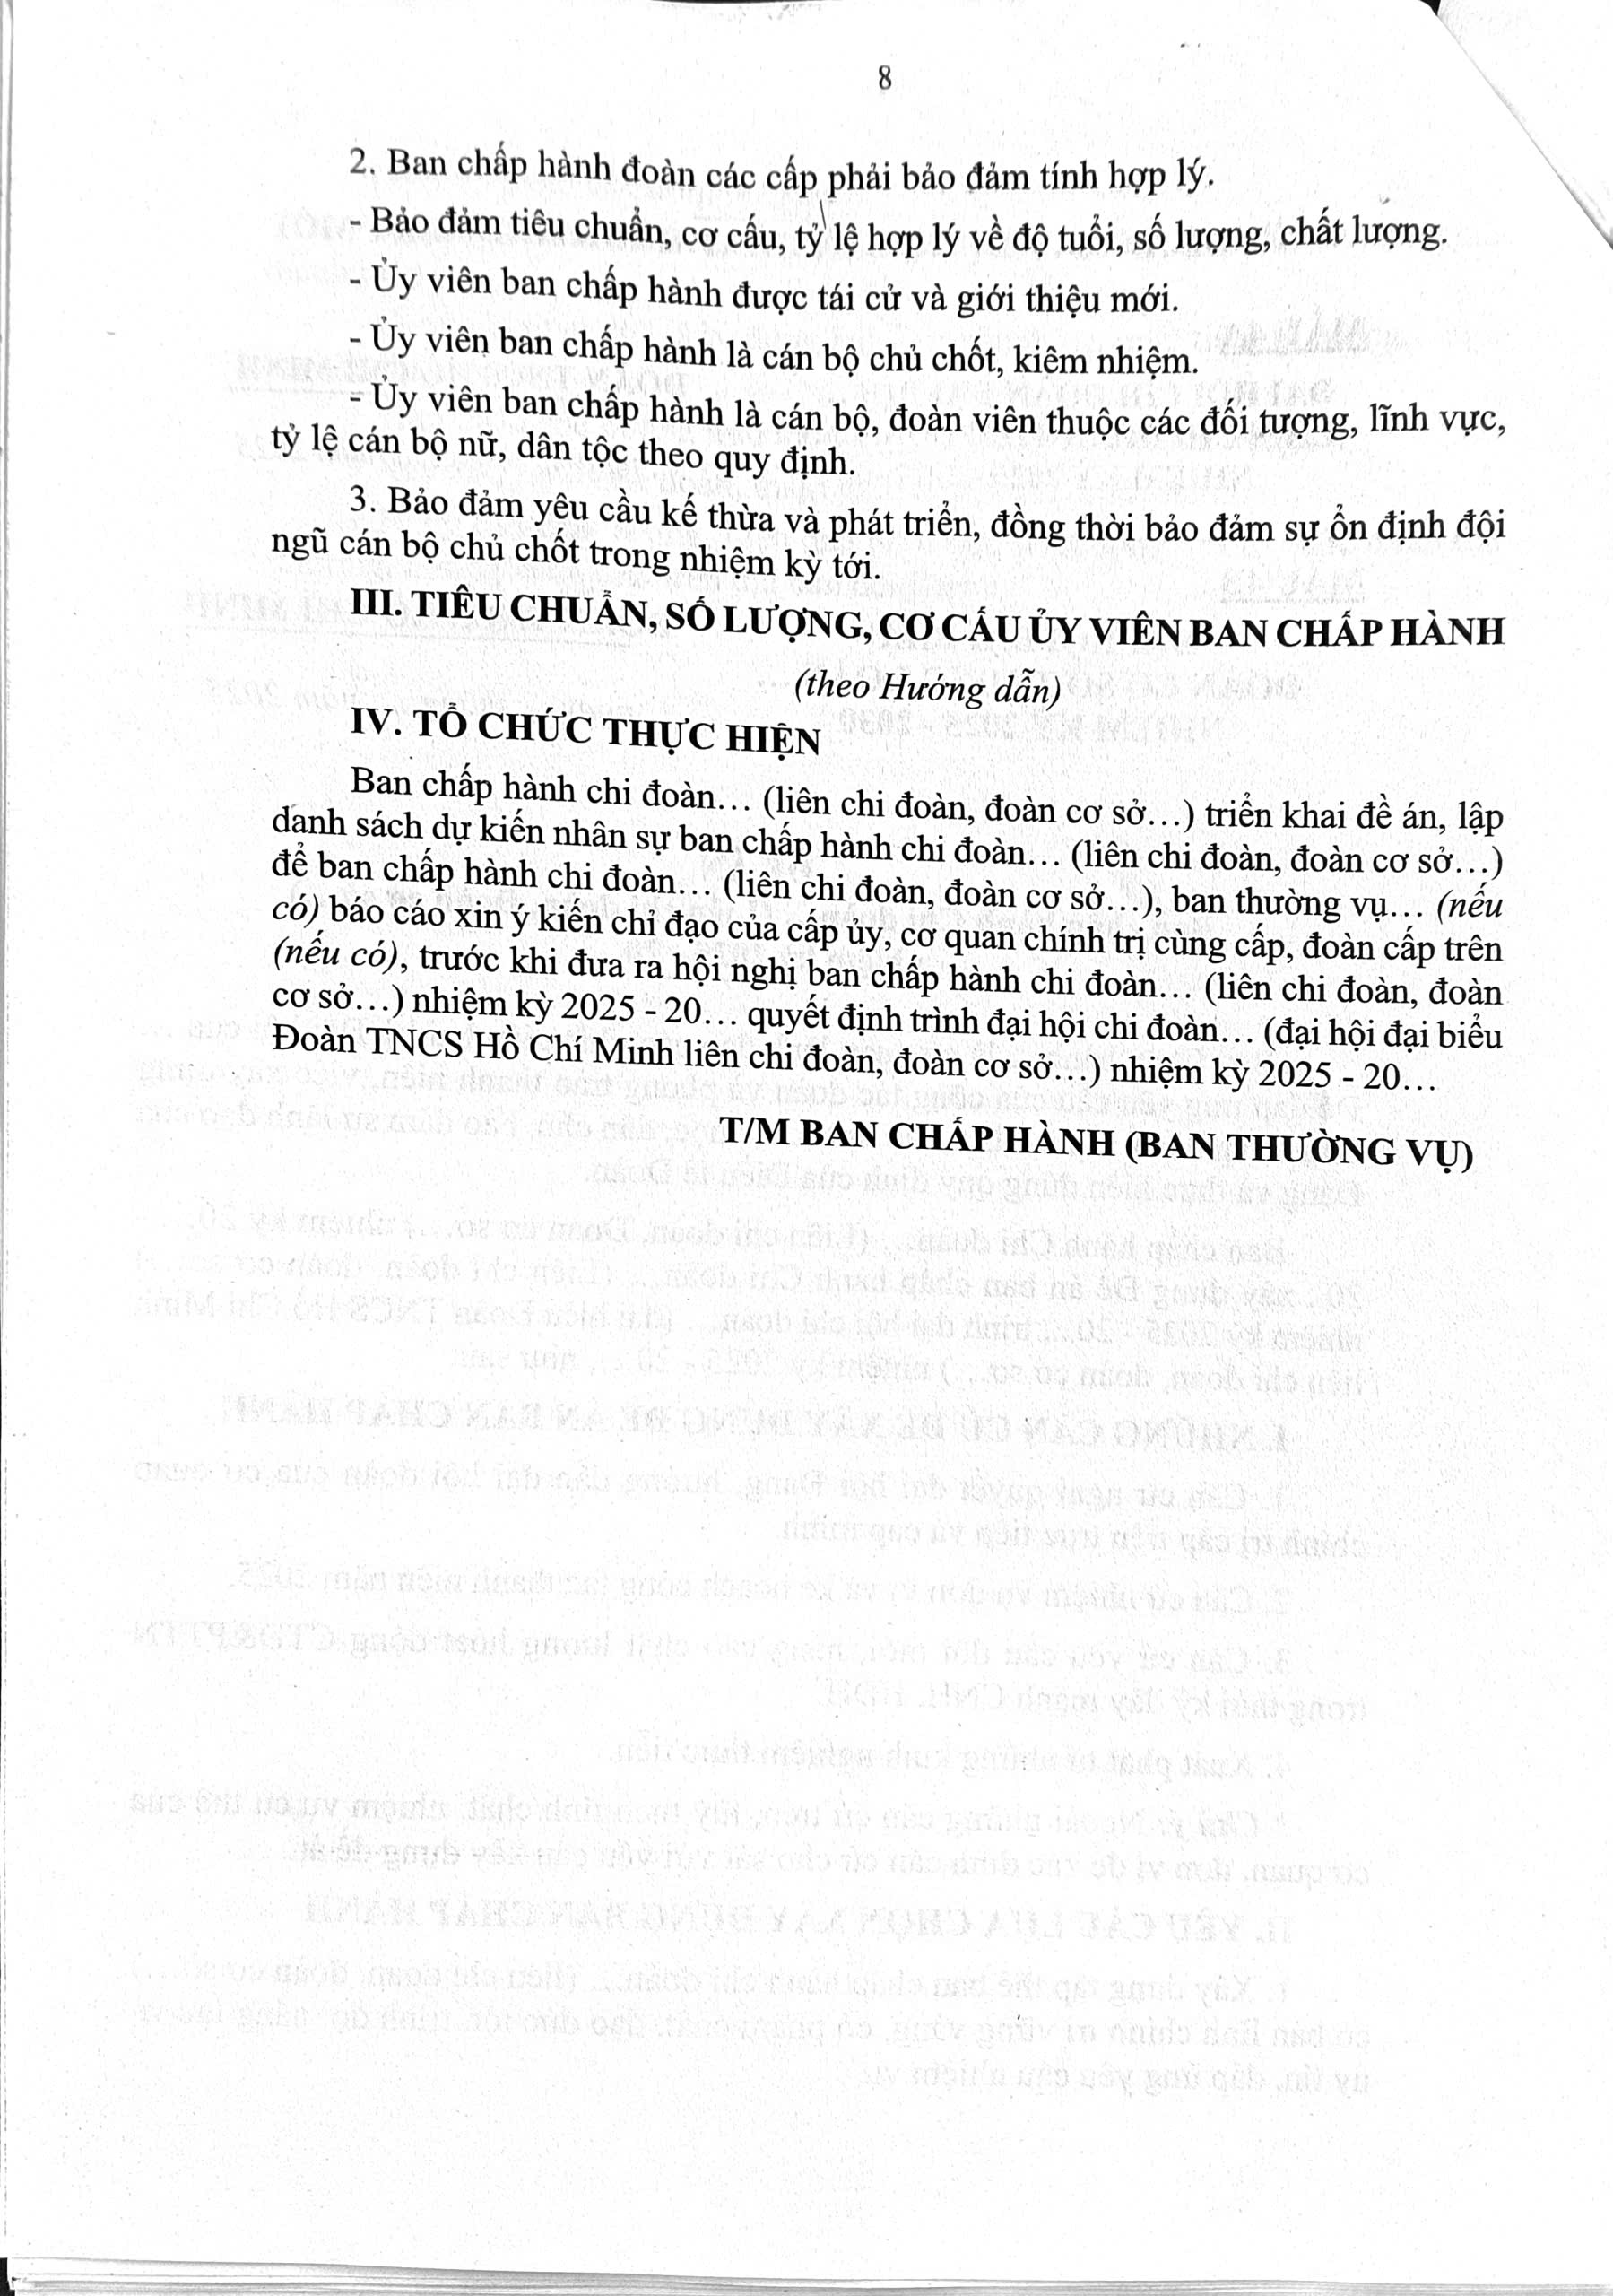 8
2. Ban chấp hành đoàn các cấp phải bảo đảm tính hợp lý.
- Bảo đảm tiêu chuẩn, cơ cấu, tỷ lệ hợp lý về độ tuổi, số lượng, chất lượng.
- Ủy viên ban chấp hành được tái cử và giới thiệu mới.
- Ủy viên ban chấp hành là cán bộ chủ chốt, kiêm nhiệm.
- Ủy viên ban chấp hành là cán bộ, đoàn viên thuộc các đối tượng, lĩnh vực,
tỷ lệ cán bộ nữ, dân tộc theo quy định.
3. Bảo đảm yêu cầu kế thừa và phát triển, đồng thời bảo đảm sự ổn định đội
ngũ cán bộ chủ chốt trong nhiệm kỳ tới.
III. TIÊU CHUẨN, SỐ LƯỢNG, CƠ CẤU ỦY VIÊN BAN CHẤP HÀNH
(theo Hướng dẫn)
IV. TỔ CHỨC THỰC HIỆN
Ban chấp hành chi đoàn… (liên chi đoàn, đoàn cơ sở…) triển khai đề án, lập
danh sách dự kiến nhân sự ban chấp hành chi đoàn… (liên chi đoàn, đoàn cơ sở…)
để ban chấp hành chi đoàn… (liên chi đoàn, đoàn cơ sở…), ban thường vụ… (nếu
có) báo cáo xin ý kiến chỉ đạo của cấp ủy, cơ quan chính trị cùng cấp, đoàn cấp trên
(nếu có), trước khi đưa ra hội nghị ban chấp hành chi đoàn… (liên chi đoàn, đoàn
cơ sở…) nhiệm kỳ 2025 - 20… quyết định trình đại hội chi đoàn… (đại hội đại biểu
Đoàn TNCS Hồ Chí Minh liên chi đoàn, đoàn cơ sở…) nhiệm kỳ 2025 - 20…
T/M BAN CHẤP HÀNH (BAN THƯỜNG VỤ)